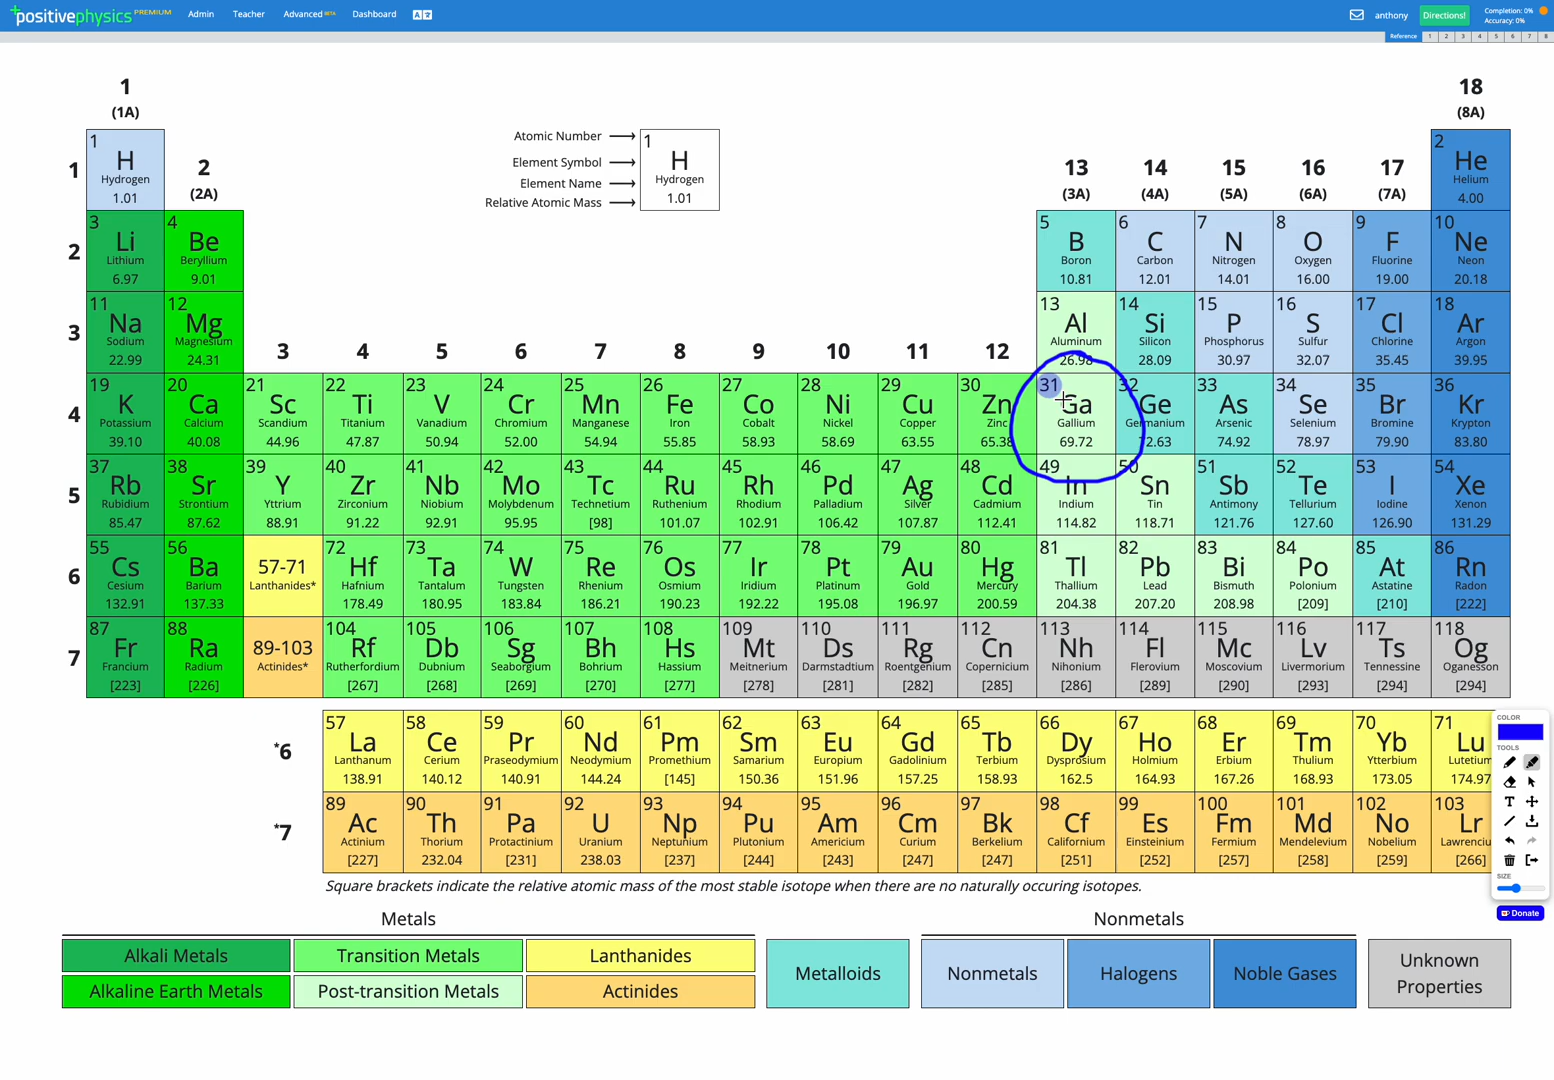 positivephysics PREMIUM Admin Teacher Advanced BETA Dashboard anthony Directions! Completion: 0%
Accuracy: 0%
Reference 1 2 3 4 5 6 7 8
1 18
(1A) (8A)
1 Atomic Number 1 2
H 2 Element Symbol H 13 14 15 16 17 He
1 Hydrogen (2A) Element Name Hydrogen (3A) (4A) (5A) (6A) (7A) Helium
1.01 Relative Atomic Mass 1.01 4.00
3 4 5 6 7 8 9 10
2 Li Be B C N O F Ne
Lithium Beryllium Boron Carbon Nitrogen Oxygen Fluorine Neon
6.97 9.01 10.81 12.01 14.01 16.00 19.00 20.18
11 12 13 14 15 16 17 18
3 Na Mg Al Si P S Cl Ar
Sodium Magnesium 3 4 5 6 7 8 9 10 11 12 Aluminum Silicon Phosphorus Sulfur Chlorine Argon
22.99 24.31 26.98 28.09 30.97 32.07 35.45 39.95
19 20 21 22 23 24 25 26 27 28 29 30 31 32 33 34 35 36
4 K Ca Sc Ti V Cr Mn Fe Co Ni Cu Zn Ga Ge As Se Br Kr
Potassium Calcium Scandium Titanium Vanadium Chromium Manganese Iron Cobalt Nickel Copper Zinc Gallium Germanium Arsenic Selenium Bromine Krypton
39.10 40.08 44.96 47.87 50.94 52.00 54.94 55.85 58.93 58.69 63.55 65.38 69.72 72.63 74.92 78.97 79.90 83.80
37 38 39 40 41 42 43 44 45 46 47 48 49 50 51 52 53 54
5 Rb Sr Y Zr Nb Mo Tc Ru Rh Pd Ag Cd In Sn Sb Te I Xe
Rubidium Strontium Yttrium Zirconium Niobium Molybdenum Technetium Ruthenium Rhodium Palladium Silver Cadmium Indium Tin Antimony Tellurium Iodine Xenon
85.47 87.62 88.91 91.22 92.91 95.95 [98] 101.07 102.91 106.42 107.87 112.41 114.82 118.71 121.76 127.60 126.90 131.29
55 56 57-71 72 73 74 75 76 77 78 79 80 81 82 83 84 85 86
6 Cs Ba Hf Ta W Re Os Ir Pt Au Hg Tl Pb Bi Po At Rn
Cesium Barium Lanthanides* Hafnium Tantalum Tungsten Rhenium Osmium Iridium Platinum Gold Mercury Thallium Lead Bismuth Polonium Astatine Radon
132.91 137.33 178.49 180.95 183.84 186.21 190.23 192.22 195.08 196.97 200.59 204.38 207.20 208.98 [209] [210] [222]
87 88 89-103 104 105 106 107 108 109 110 111 112 113 114 115 116 117 118
7 Fr Ra Rf Db Sg Bh Hs Mt Ds Rg Cn Nh Fl Mc Lv Ts Og
Francium Radium Actinides* Rutherfordium Dubnium Seaborgium Bohrium Hassium Meitnerium Darmstadtium Roentgenium Copernicium Nihonium Flerovium Moscovium Livermorium Tennessine Oganesson
[223] [226] [267] [268] [269] [270] [277] [278] [281] [282] [285] [286] [289] [290] [293] [294] [294]
57 58 59 60 61 62 63 64 65 66 67 68 69 70 71
*6 La Ce Pr Nd Pm Sm Eu Gd Tb Dy Ho Er Tm Yb Lu
Lanthanum Cerium Praseodymium Neodymium Promethium Samarium Europium Gadolinium Terbium Dysprosium Holmium Erbium Thulium Ytterbium Lutetium
138.91 140.12 140.91 144.24 [145] 150.36 151.96 157.25 158.93 162.5 164.93 167.26 168.93 173.05 174.97
89 90 91 92 93 94 95 96 97 98 99 100 101 102 103
*7 Ac Th Pa U Np Pu Am Cm Bk Cf Es Fm Md No Lr
Actinium Thorium Protactinium Uranium Neptunium Plutonium Americium Curium Berkelium Californium Einsteinium Fermium Mendelevium Nobelium Lawrenciu
[227] 232.04 [231] 238.03 [237] [244] [243] [247] [247] [251] [252] [257] [258] [259] [266]
Square brackets indicate the relative atomic mass of the most stable isotope when there are no naturally occuring isotopes.
COLOR
TOOLS
T
SIZE
Donate
Metals Nonmetals
Alkali Metals Transition Metals Lanthanides Metalloids Nonmetals Halogens Noble Gases Unknown
Properties
Alkaline Earth Metals Post-transition Metals Actinides